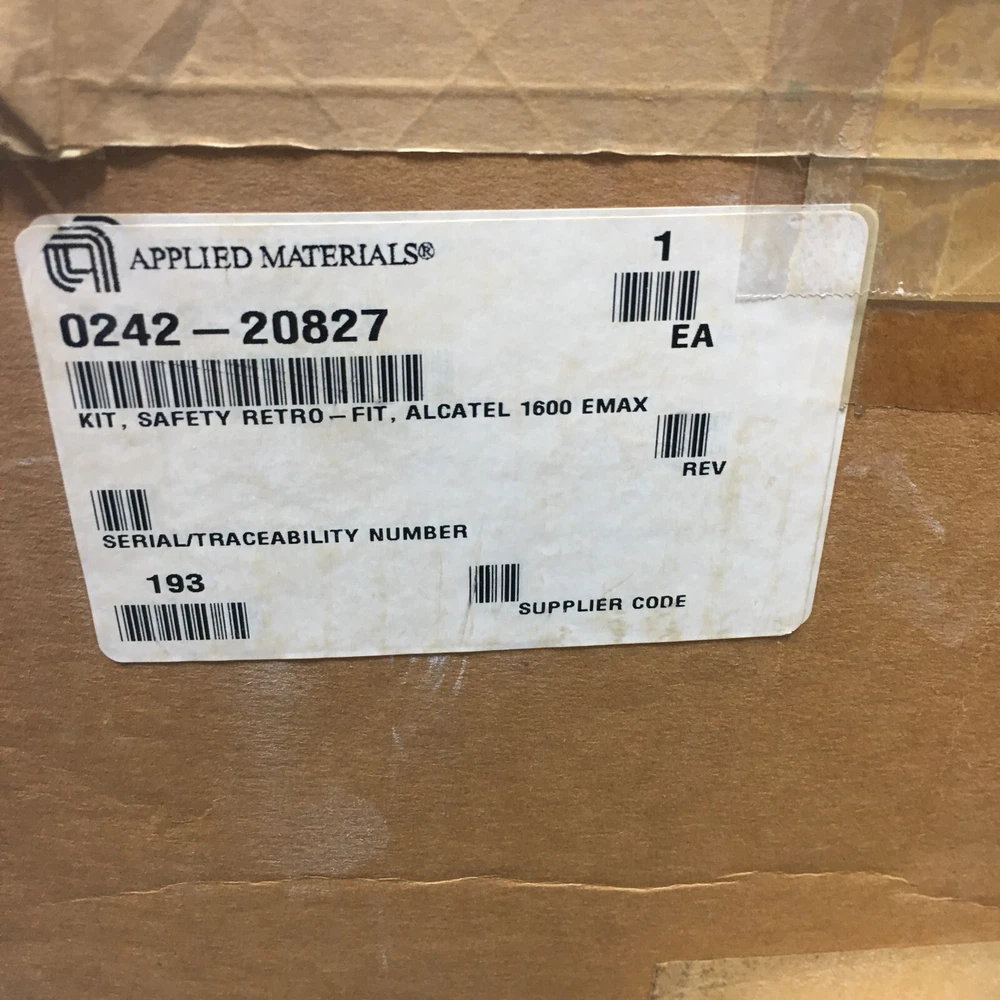 APPLIED MATERIALS®
1
EA
0242-20827
KIT, SAFETY RETRO-FIT, ALCATEL 1600 EMAX
REV
SERIAL/TRACEABILITY NUMBER
193
SUPPLIER CODE